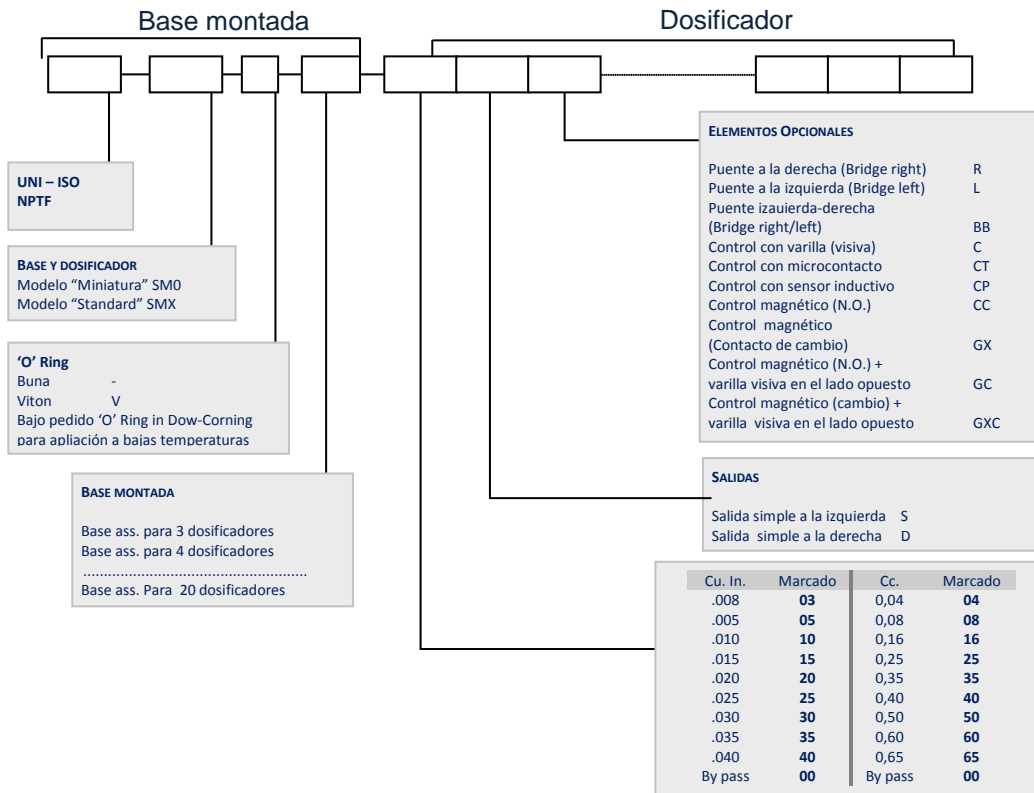 Base montada
Dosificador
UNI – ISO
NPTF
BASE Y DOSIFICADOR
Modelo “Miniatura” SM0
Modelo “Standard” SMX
‘O’ Ring
Buna -
Viton V
Bajo pedido ‘O’ Ring in Dow-Corning
para apliación a bajas temperaturas
BASE MONTADA
Base ass. para 3 dosificadores
Base ass. para 4 dosificadores
......................................................
Base ass. Para 20 dosificadores
ELEMENTOS OPCIONALES
Puente a la derecha (Bridge right) R
Puente a la izquierda (Bridge left) L
Puente izauierda-derecha
(Bridge right/left) BB
Control con varilla (visiva) C
Control con microcontacto CT
Control con sensor inductivo CP
Control magnético (N.O.) CC
Control magnético
(Contacto de cambio) GX
Control magnético (N.O.) +
varilla visiva en el lado opuesto GC
Control magnético (cambio) +
varilla visiva en el lado opuesto GXC
SALIDAS
Salida simple a la izquierda S
Salida simple a la derecha D
Cu. In. Marcado Cc. Marcado
.008 03 0,04 04
.005 05 0,08 08
.010 10 0,16 16
.015 15 0,25 25
.020 20 0,35 35
.025 25 0,40 40
.030 30 0,50 50
.035 35 0,60 60
.040 40 0,65 65
By pass 00 By pass 00